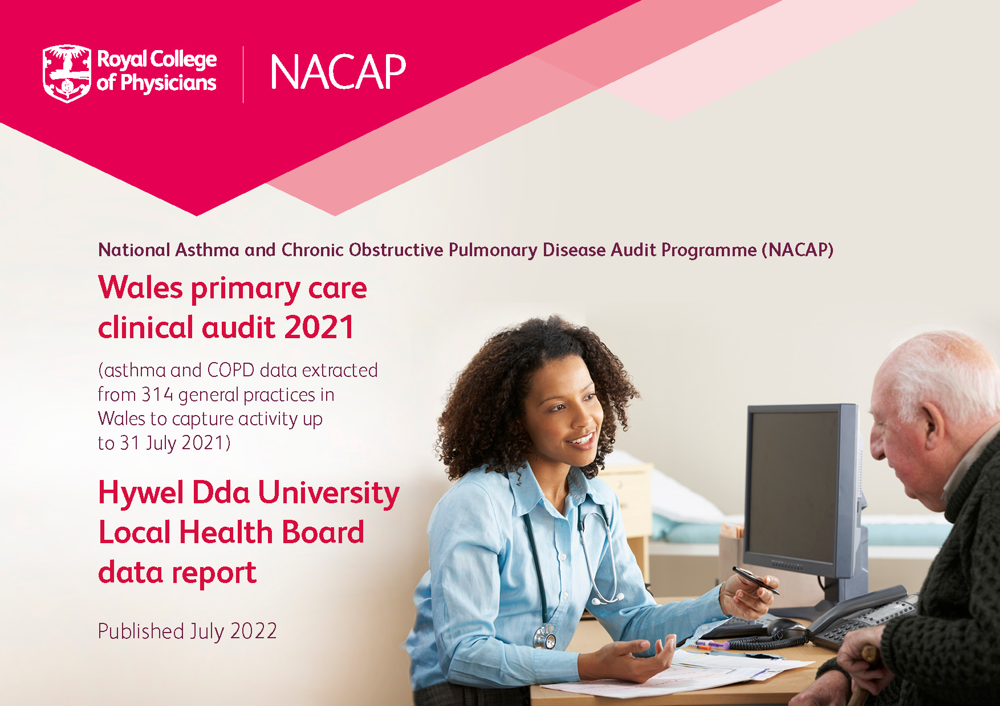 Royal College
of Physicians
NACAP
National Asthma and Chronic Obstructive Pulmonary Disease Audit Programme (NACAP)
Wales primary care
clinical audit 2021
(asthma and COPD data extracted
from 314 general practices in
Wales to capture activity up
to 31 July 2021)
Hywel Dda University
Local Health Board
data report
Published July 2022